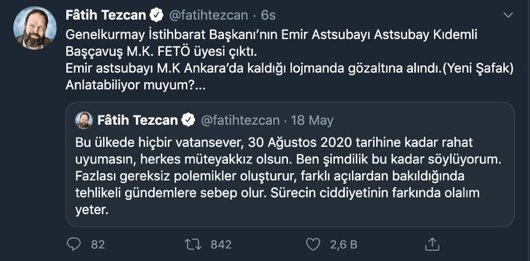 Fâtih Tezcan @fatihtezcan · 6s
Genelkurmay İstihbarat Başkanı'nın Emir Astsubayı Astsubay Kıdemli
Başçavuş M.K. FETÖ üyesi çıktı.
Emir astsubayı M.K Ankara'da kaldığı lojmanda gözaltına alındı.(Yeni Şafak)
Anlatabiliyor muyum?...
Fâtih Tezcan @fatihtezcan · 18 May
Bu ülkede hiçbir vatansever, 30 Ağustos 2020 tarihine kadar rahat
uyumasın, herkes müteyakkız olsun. Ben şimdilik bu kadar söylüyorum.
Fazlası gereksiz polemikler oluşturur, farklı açılardan bakıldığında
tehlikeli gündemlere sebep olur. Sürecin ciddiyetinin farkında olalım
yeter.
82 842 2,6 B